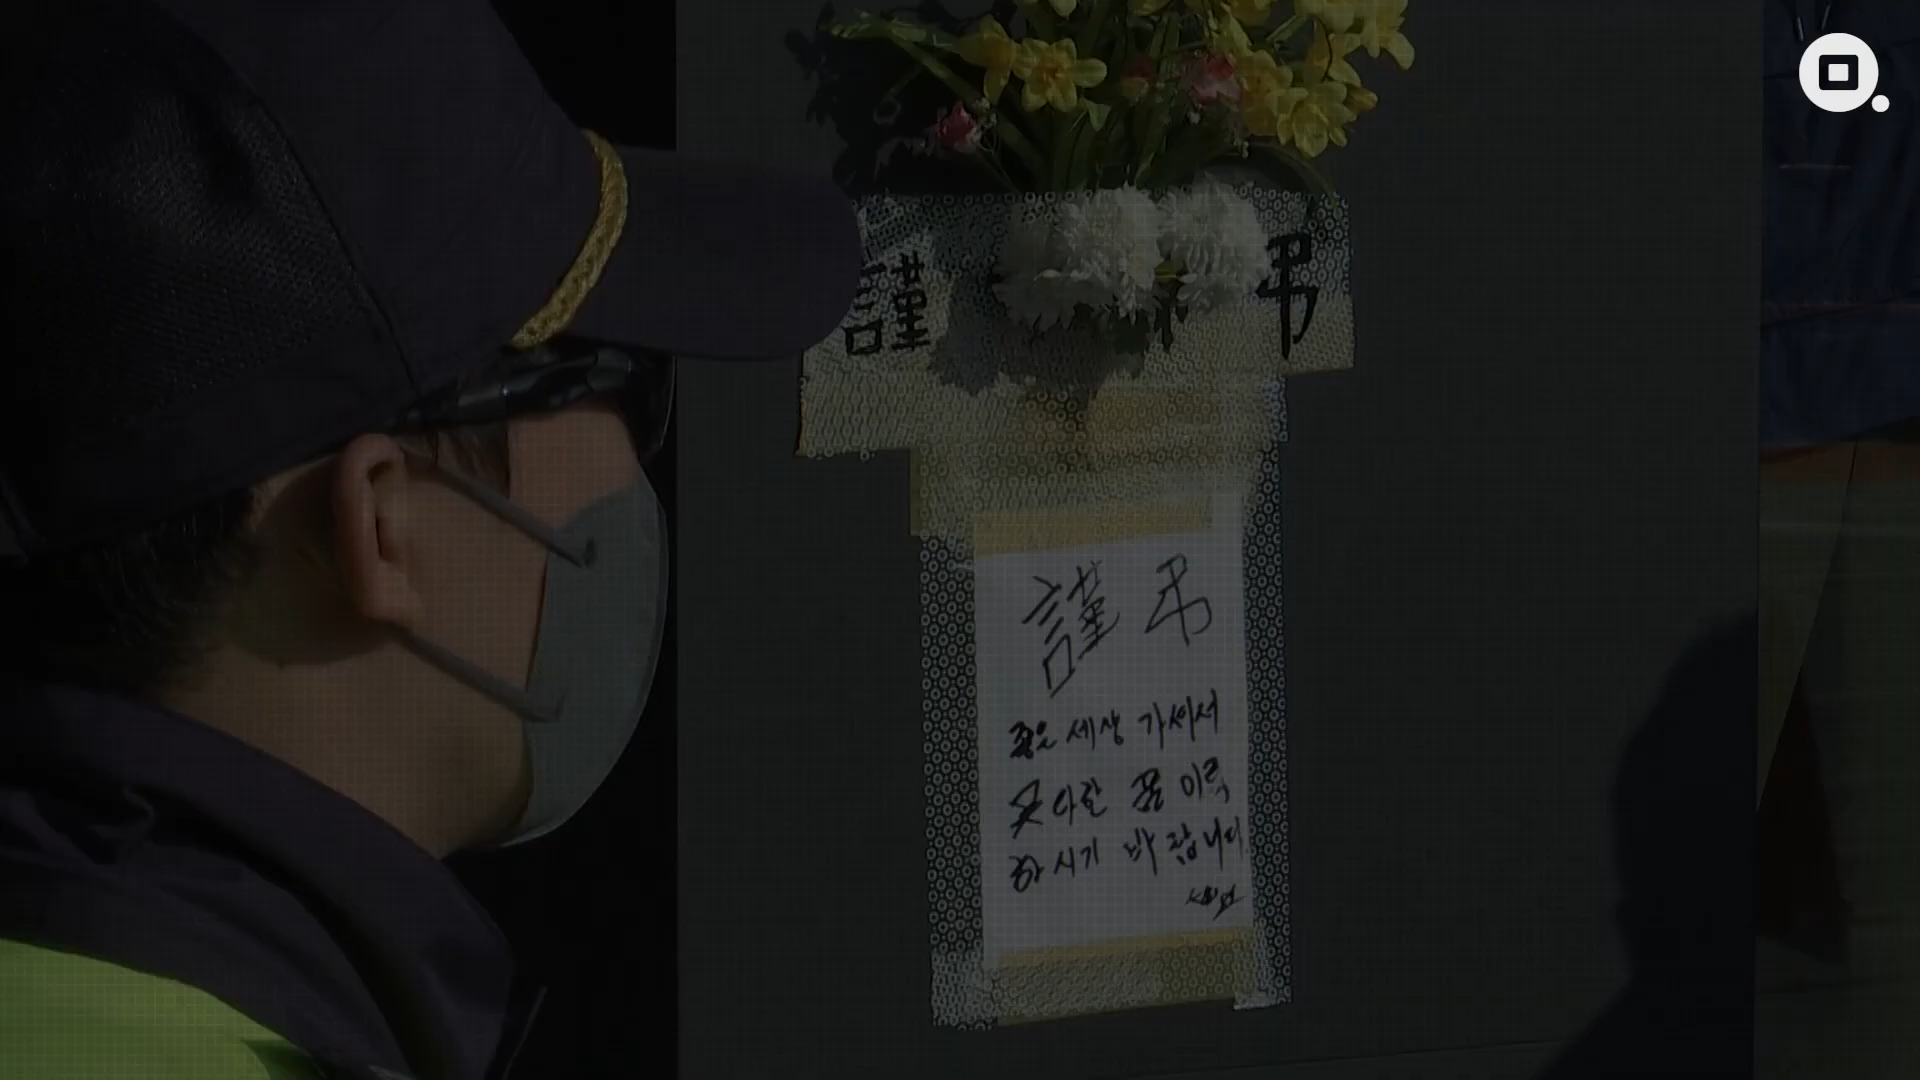 謹 弔
謹 弔
좋은 세상 가셔서
못다한 꿈 이룩
하시기 바랍니다